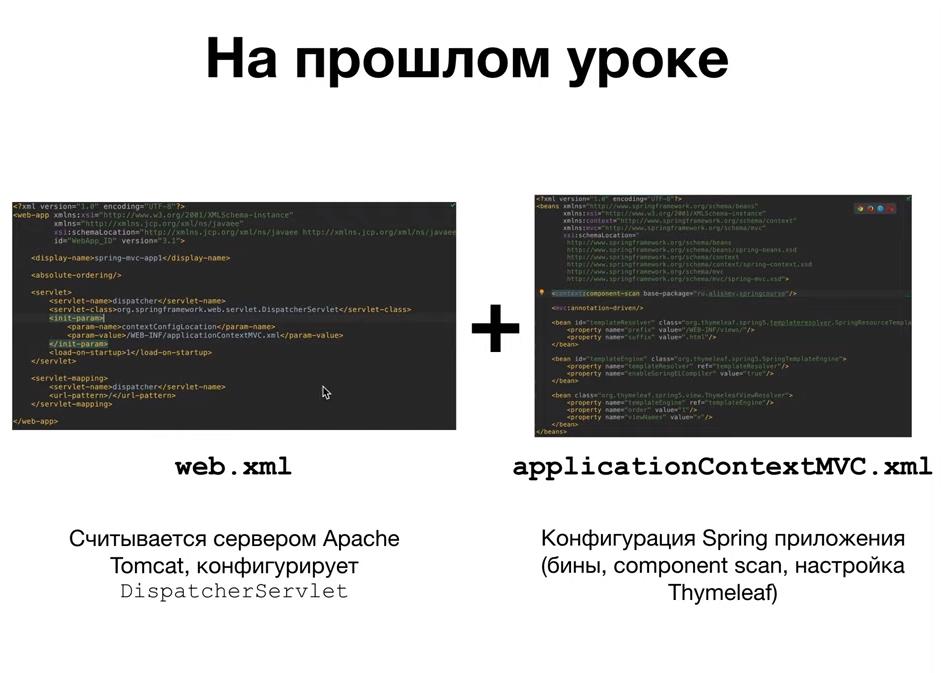 На прошлом уроке
<?xml version="1.0" encoding="UTF-8"?>
<web-app xmlns:xsi="http://www.w3.org/2001/XMLSchema-instance"
xmlns="http://xmlns.jcp.org/xml/ns/javaee"
xsi:schemaLocation="http://xmlns.jcp.org/xml/ns/javaee http://xmlns.jcp.org/xml/ns/javaee
id="WebApp_ID" version="3.1">
<display-name>spring-mvc-app1</display-name>
<absolute-ordering/>
<servlet>
<servlet-name>dispatcher</servlet-name>
<servlet-class>org.springframework.web.servlet.DispatcherServlet</servlet-class>
<init-param>
<param-name>contextConfigLocation</param-name>
<param-value>/WEB-INF/applicationContextMVC.xml</param-value>
</init-param>
<load-on-startup>1</load-on-startup>
</servlet>
<servlet-mapping>
<servlet-name>dispatcher</servlet-name>
<url-pattern>/</url-pattern>
</servlet-mapping>
</web-app>
+
<?xml version="1.0" encoding="UTF-8"?>
<beans xmlns="http://www.springframework.org/schema/beans"
xmlns:xsi="http://www.w3.org/2001/XMLSchema-instance"
xmlns:context="http://www.springframework.org/schema/context"
xmlns:mvc="http://www.springframework.org/schema/mvc"
xsi:schemaLocation="
http://www.springframework.org/schema/beans
http://www.springframework.org/schema/beans/spring-beans.xsd
http://www.springframework.org/schema/context
http://www.springframework.org/schema/context/spring-context.xsd
http://www.springframework.org/schema/mvc
http://www.springframework.org/schema/mvc/spring-mvc.xsd">
<context:component-scan base-package="ru.alishev.springcourse"/>
<mvc:annotation-driven/>
<bean id="templateResolver" class="org.thymeleaf.spring5.templateresolver.SpringResourceTempla
<property name="prefix" value="/WEB-INF/views/"/>
<property name="suffix" value=".html"/>
</bean>
<bean id="templateEngine" class="org.thymeleaf.spring5.SpringTemplateEngine">
<property name="templateResolver" ref="templateResolver"/>
<property name="enableSpringELCompiler" value="true"/>
</bean>
<bean class="org.thymeleaf.spring5.view.ThymeleafViewResolver">
<property name="templateEngine" ref="templateEngine"/>
<property name="order" value="1"/>
<property name="viewNames" value="*"/>
</bean>
</beans>
web.xml
Считывается сервером Apache
Tomcat, конфигурирует
DispatcherServlet
applicationContextMVC.xml
Конфигурация Spring приложения
(бины, component scan, настройка
Thymeleaf)